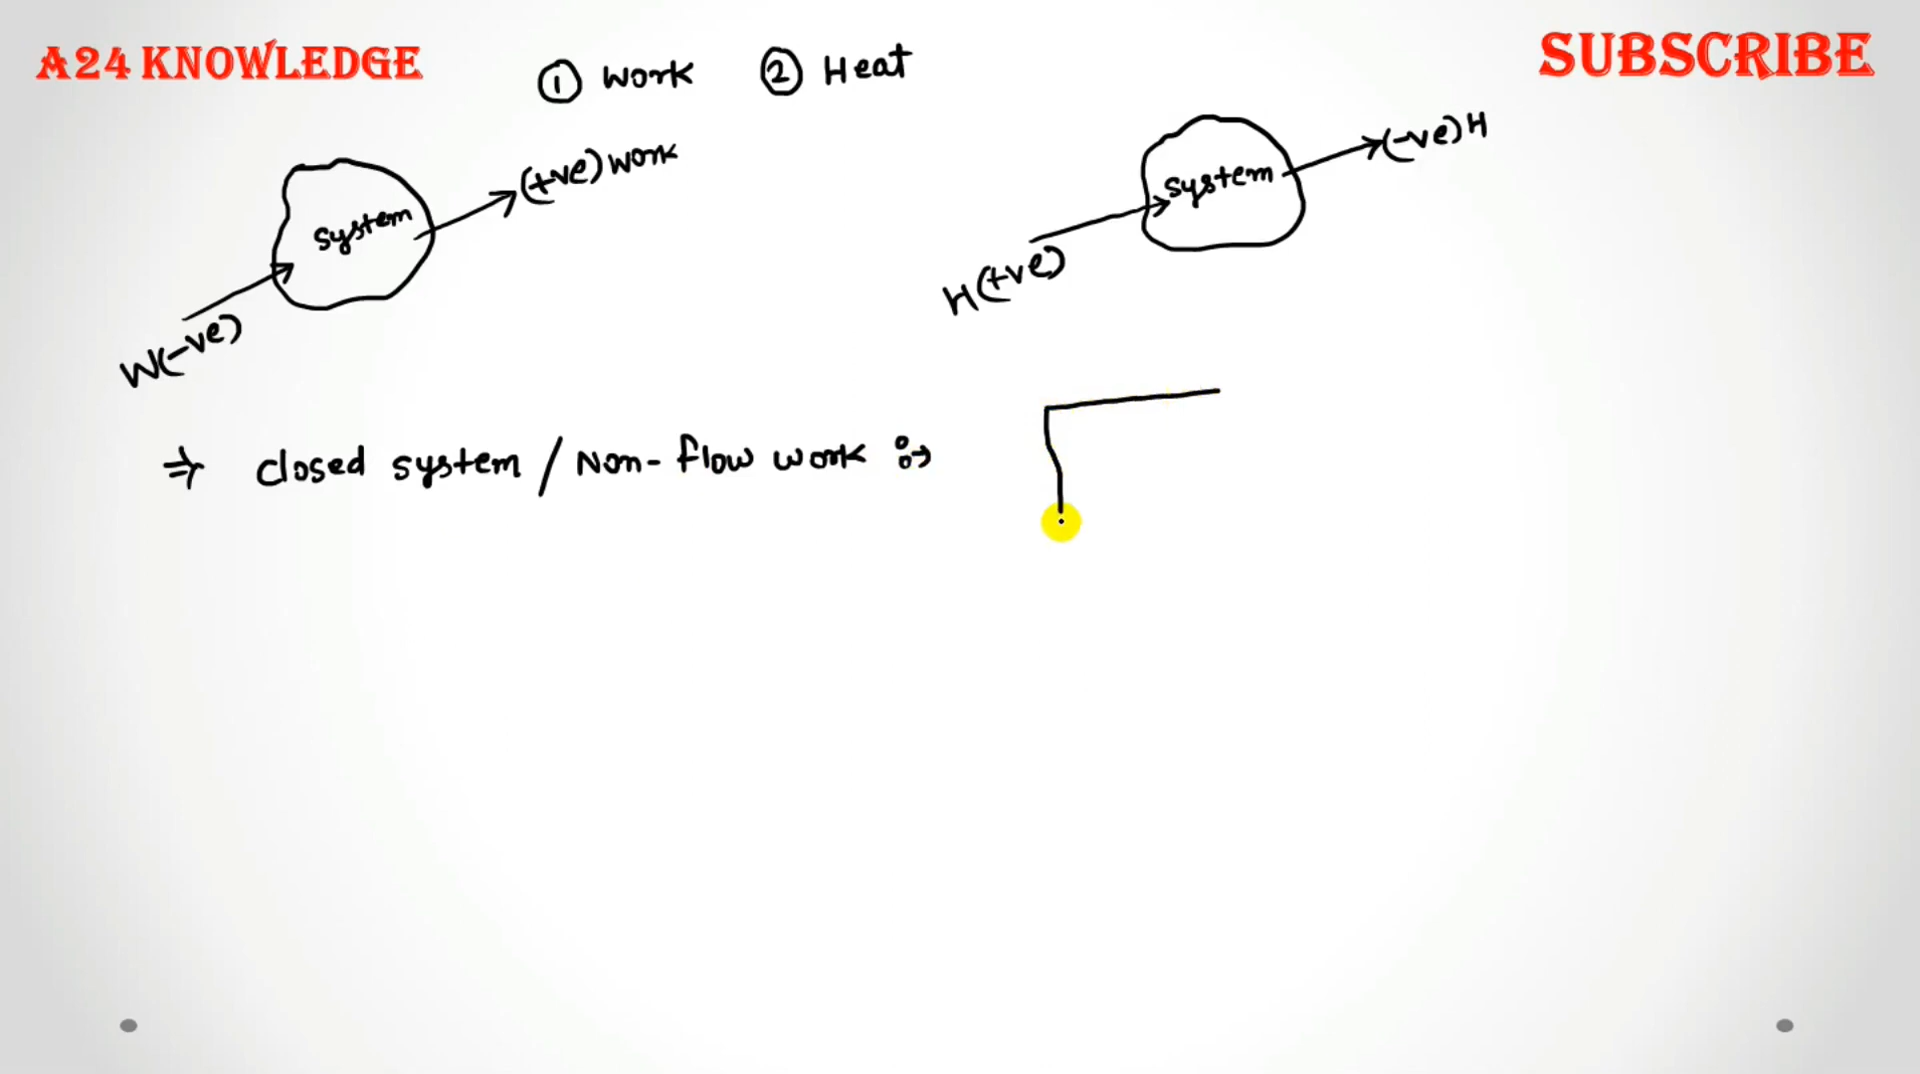 A24 KNOWLEDGE
① Work ② Heat
SUBSCRIBE
system
(+ve) work
W(-ve)
system
(-ve) H
H(+ve)
⇒ closed system / Non-flow work :→